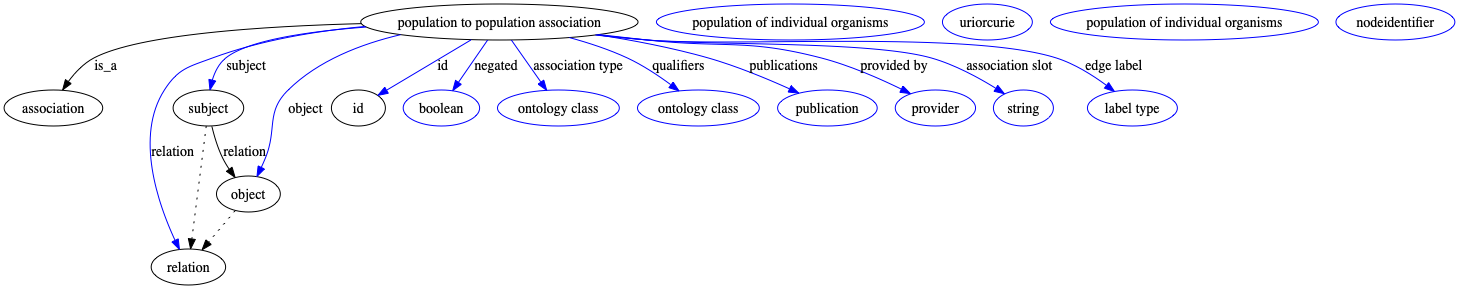 population to population association
population of individual organisms
uriorcurie
population of individual organisms
nodeidentifier
is_a
subject
object
id
negated
association type
qualifiers
publications
provided by
association slot
edge label
association
subject
id
boolean
ontology class
ontology class
publication
provider
string
label type
relation
relation
object
relation